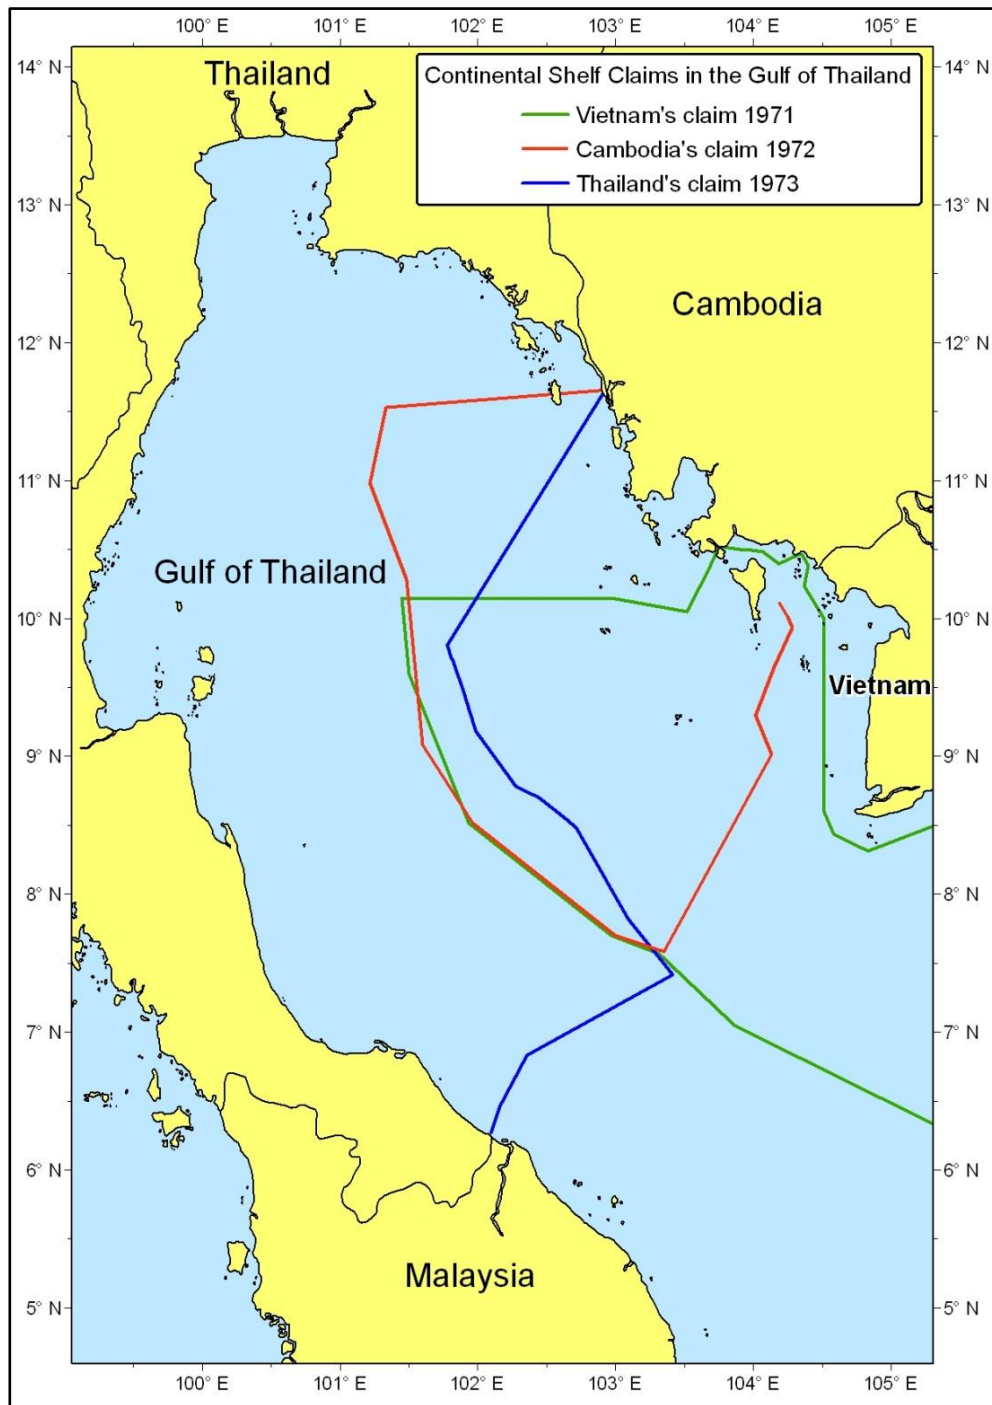 100° E 101° E 102° E 103° E 104° E 105° E
14° N 14° N
Thailand
Continental Shelf Claims in the Gulf of Thailand
Vietnam's claim 1971
Cambodia's claim 1972
Thailand's claim 1973
13° N 13° N
Cambodia
12° N 12° N
11° N 11° N
Gulf of Thailand
10° N 10° N
Vietnam
9° N 9° N
8° N 8° N
7° N 7° N
6° N 6° N
Malaysia
5° N 5° N
100° E 101° E 102° E 103° E 104° E 105° E